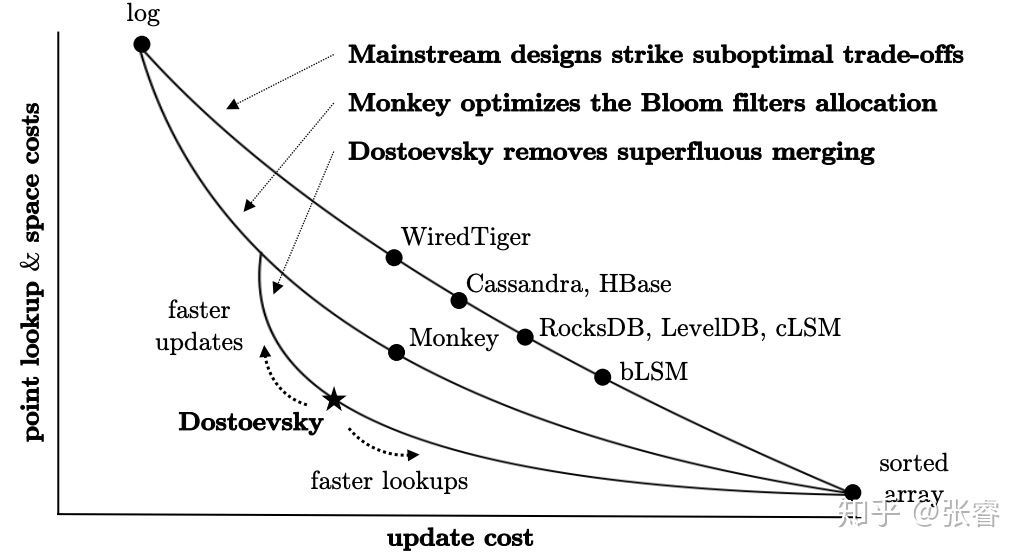 log
Mainstream designs strike suboptimal trade-offs
Monkey optimizes the Bloom filters allocation
Dostoevsky removes superfluous merging
point lookup & space costs
WiredTiger
Cassandra, HBase
RocksDB, LevelDB, cLSM
bLSM
Monkey
faster
updates
Dostoevsky
faster lookups
sorted
array
知乎 @张睿
update cost